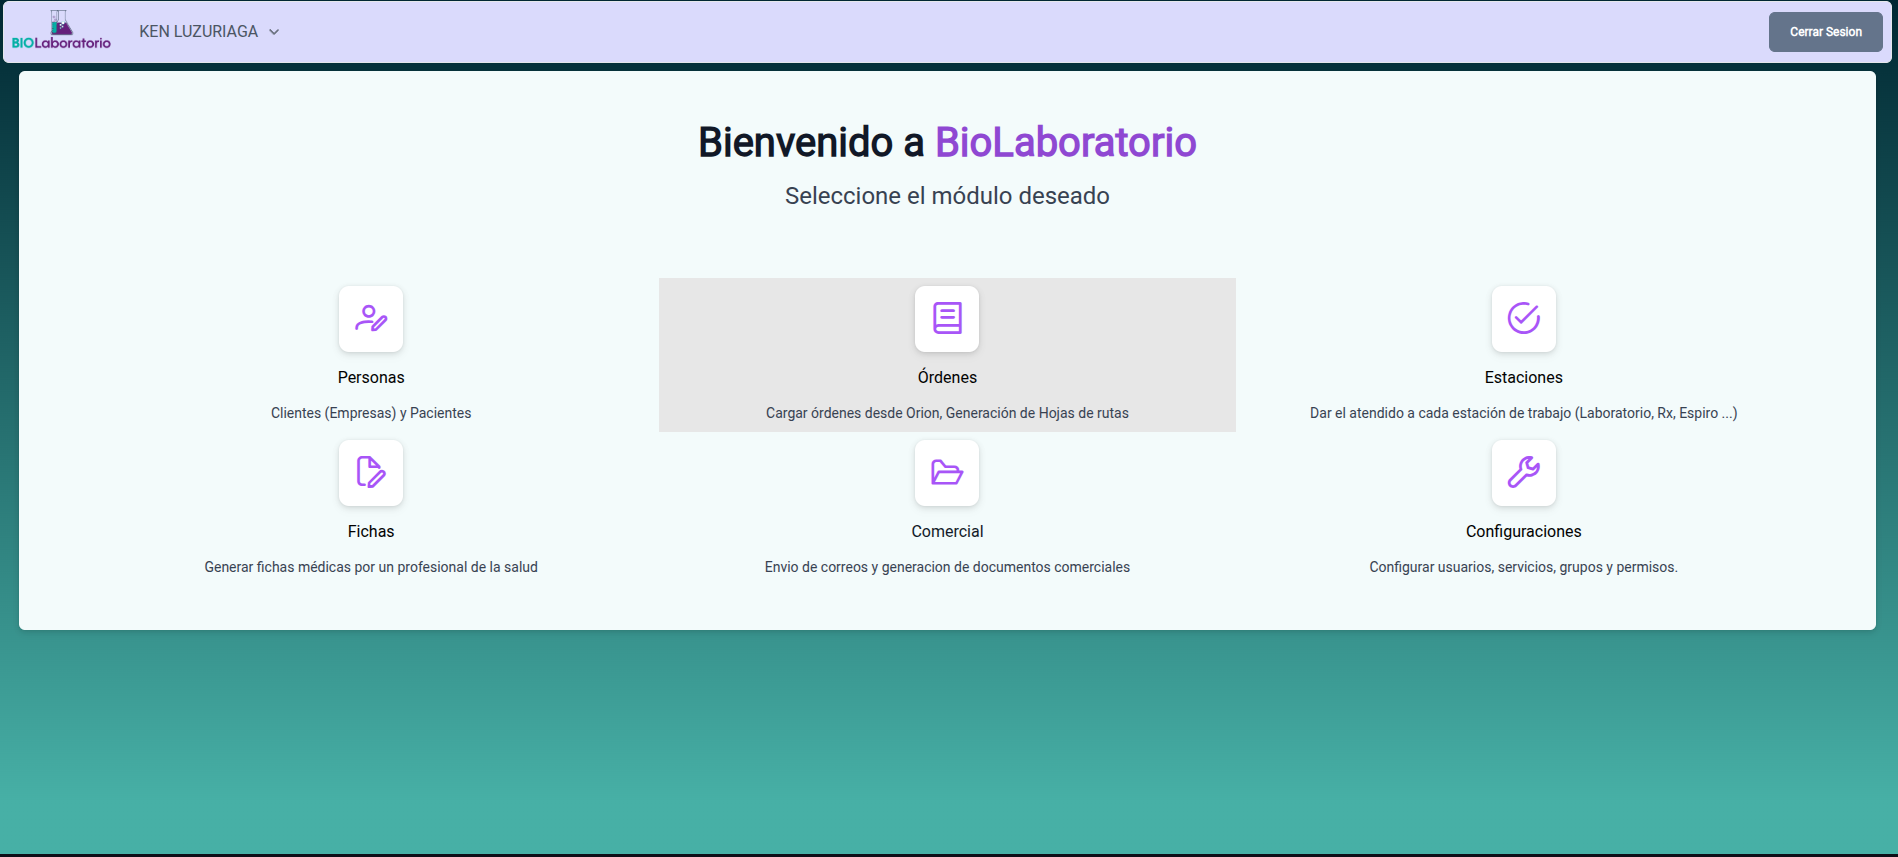 BIOLaboratorio
KEN LUZURIAGA
Cerrar Sesion
Bienvenido a BioLaboratorio
Seleccione el módulo deseado
Personas
Clientes (Empresas) y Pacientes
Órdenes
Cargar órdenes desde Orion, Generación de Hojas de rutas
Estaciones
Dar el atendido a cada estación de trabajo (Laboratorio, Rx, Espiro ...)
Fichas
Generar fichas médicas por un profesional de la salud
Comercial
Envio de correos y generacion de documentos comerciales
Configuraciones
Configurar usuarios, servicios, grupos y permisos.